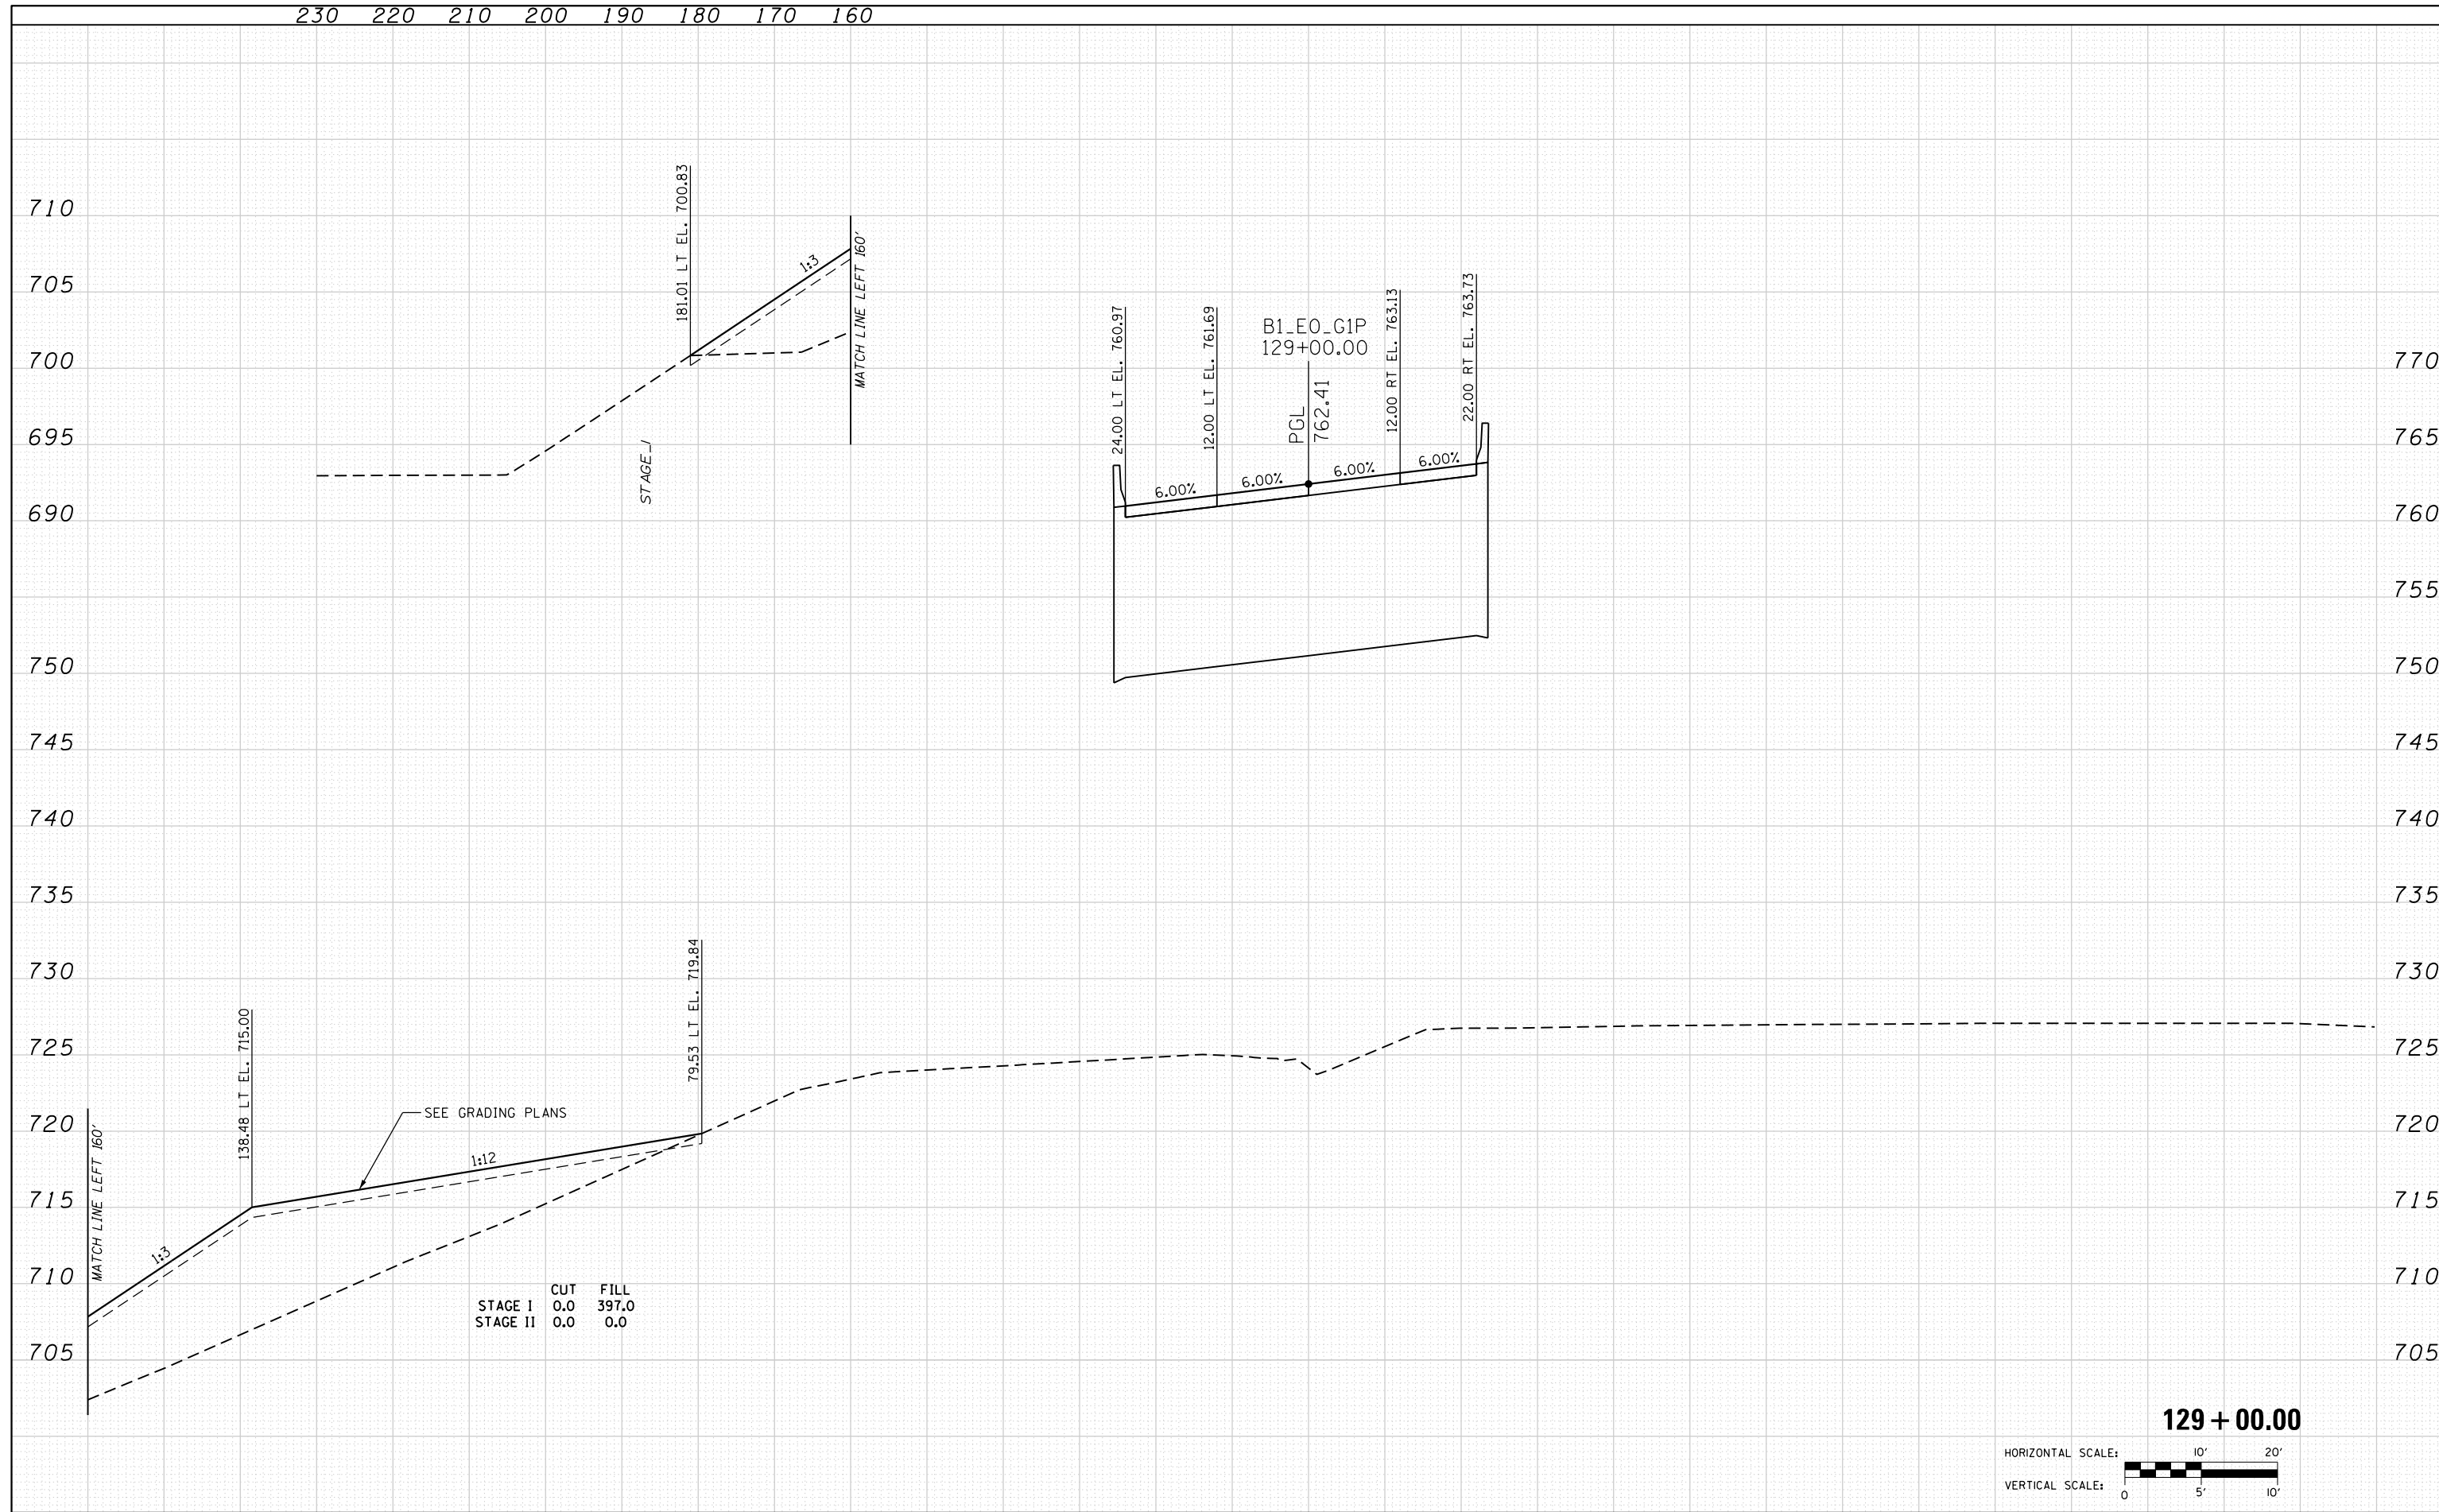 230 220 210 200 190 180 170 160
710
705
700
695
690
181.01 LT EL. 700.83
1:3
MATCH LINE LEFT 160'
STAGE_I
24.00 LT EL. 760.97
12.00 LT EL. 761.69
B1_EO_G1P
129+00.00
PGL
762.41
12.00 RT EL. 763.13
22.00 RT EL. 763.73
6.00% 6.00% 6.00% 6.00%
770
765
760
755
750 750
745 745
740 740
735 735
730 730
725 725
720 720
715 715
710 710
705 705
MATCH LINE LEFT 160'
1:3
138.48 LT EL. 715.00
SEE GRADING PLANS
1:12
79.53 LT EL. 719.84
CUT FILL
STAGE I 0.0 397.0
STAGE II 0.0 0.0
129+00.00
HORIZONTAL SCALE: 10' 20'
VERTICAL SCALE: 0 5' 10'